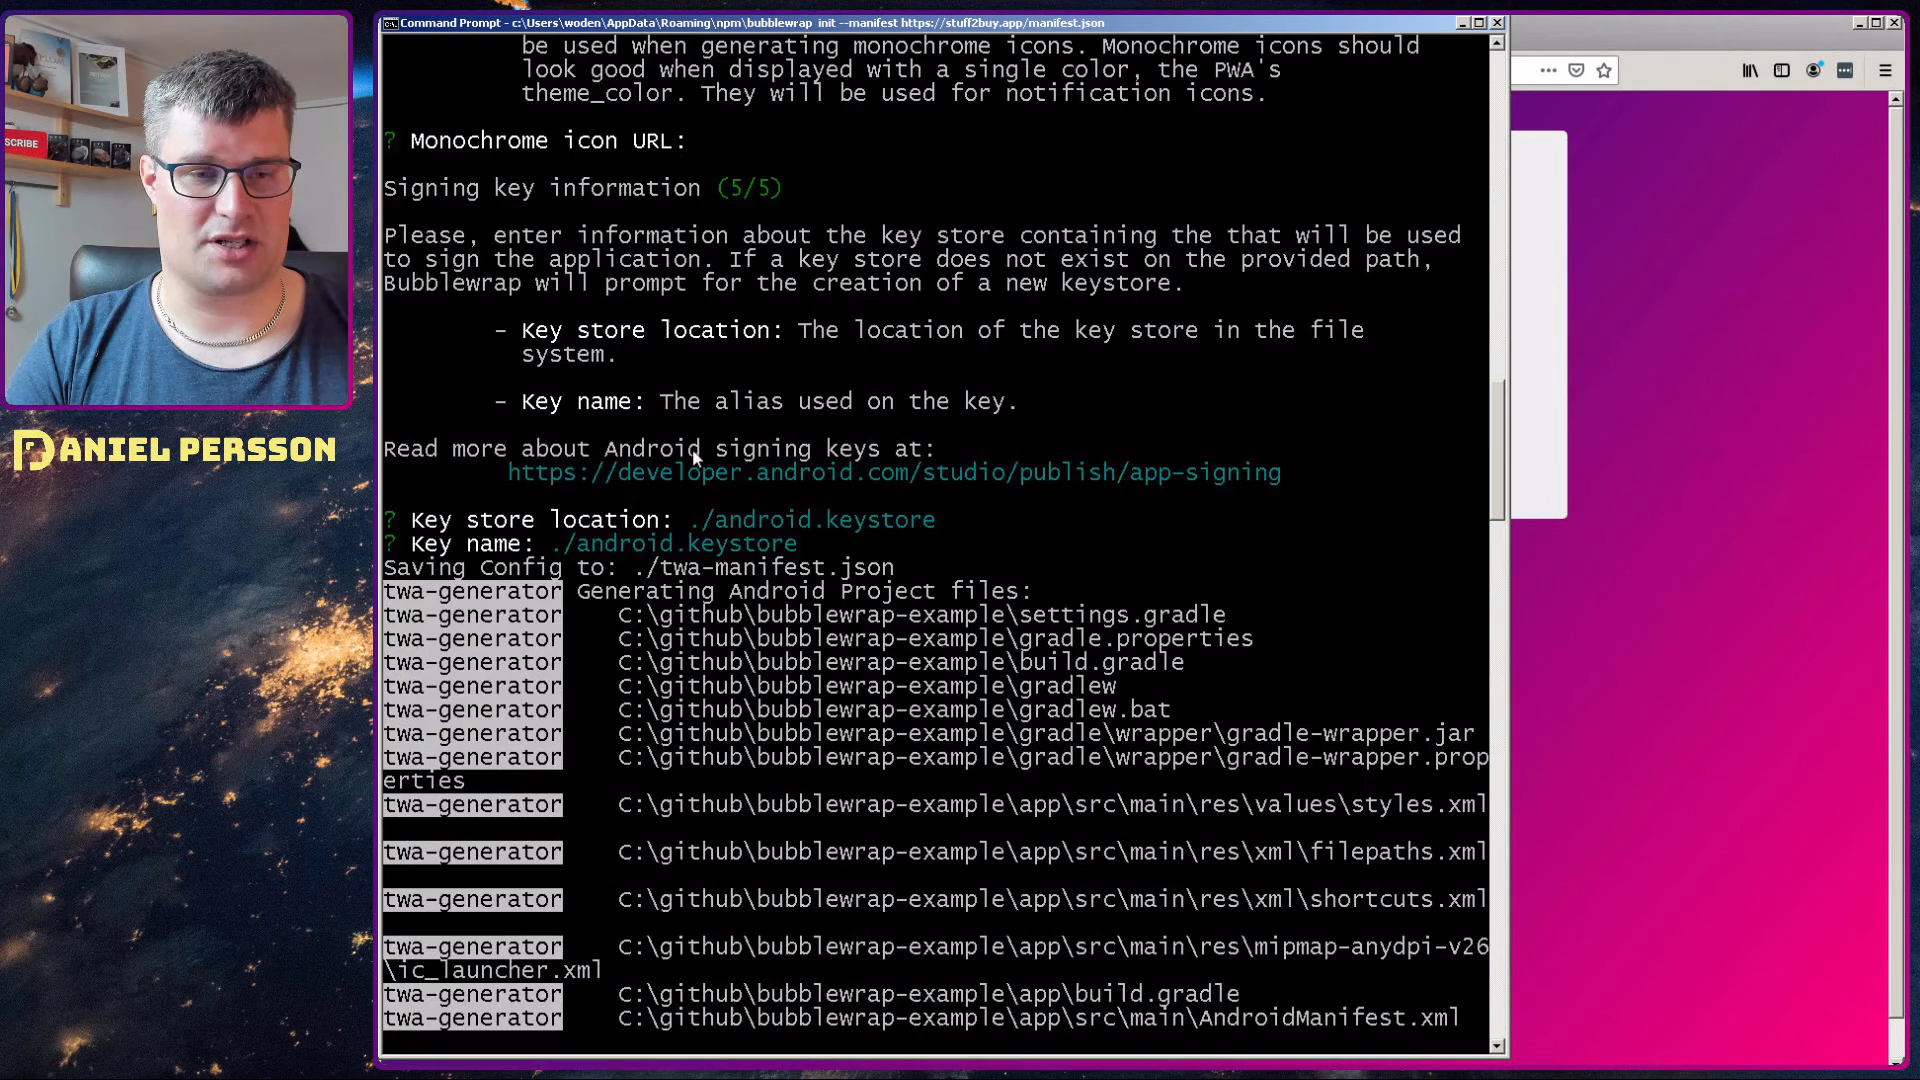 Command Prompt - c:\Users\woden\AppData\Roaming\npm\bubblewrap init --manifest https://stuff2buy.app/manifest.json
be used when generating monochrome icons. Monochrome icons should
look good when displayed with a single color, the PWA's
theme_color. They will be used for notification icons.
? Monochrome icon URL:
Signing key information (5/5)
Please, enter information about the key store containing the that will be used
to sign the application. If a key store does not exist on the provided path,
Bubblewrap will prompt for the creation of a new keystore.
- Key store location: The location of the key store in the file
system.
- Key name: The alias used on the key.
Read more about Android signing keys at:
https://developer.android.com/studio/publish/app-signing
? Key store location: ./android.keystore
? Key name: ./android.keystore
Saving Config to: ./twa-manifest.json
twa-generator Generating Android Project files:
twa-generator C:\github\bubblewrap-example\settings.gradle
twa-generator C:\github\bubblewrap-example\gradle.properties
twa-generator C:\github\bubblewrap-example\build.gradle
twa-generator C:\github\bubblewrap-example\gradlew
twa-generator C:\github\bubblewrap-example\gradlew.bat
twa-generator C:\github\bubblewrap-example\gradle\wrapper\gradle-wrapper.jar
twa-generator C:\github\bubblewrap-example\gradle\wrapper\gradle-wrapper.prop
erties
twa-generator C:\github\bubblewrap-example\app\src\main\res\values\styles.xml
twa-generator C:\github\bubblewrap-example\app\src\main\res\xml\filepaths.xml
twa-generator C:\github\bubblewrap-example\app\src\main\res\xml\shortcuts.xml
twa-generator C:\github\bubblewrap-example\app\src\main\res\mipmap-anydpi-v26
\ic_launcher.xml
twa-generator C:\github\bubblewrap-example\app\build.gradle
twa-generator C:\github\bubblewrap-example\app\src\main\AndroidManifest.xml
SCRIBE
DANIEL PERSSON